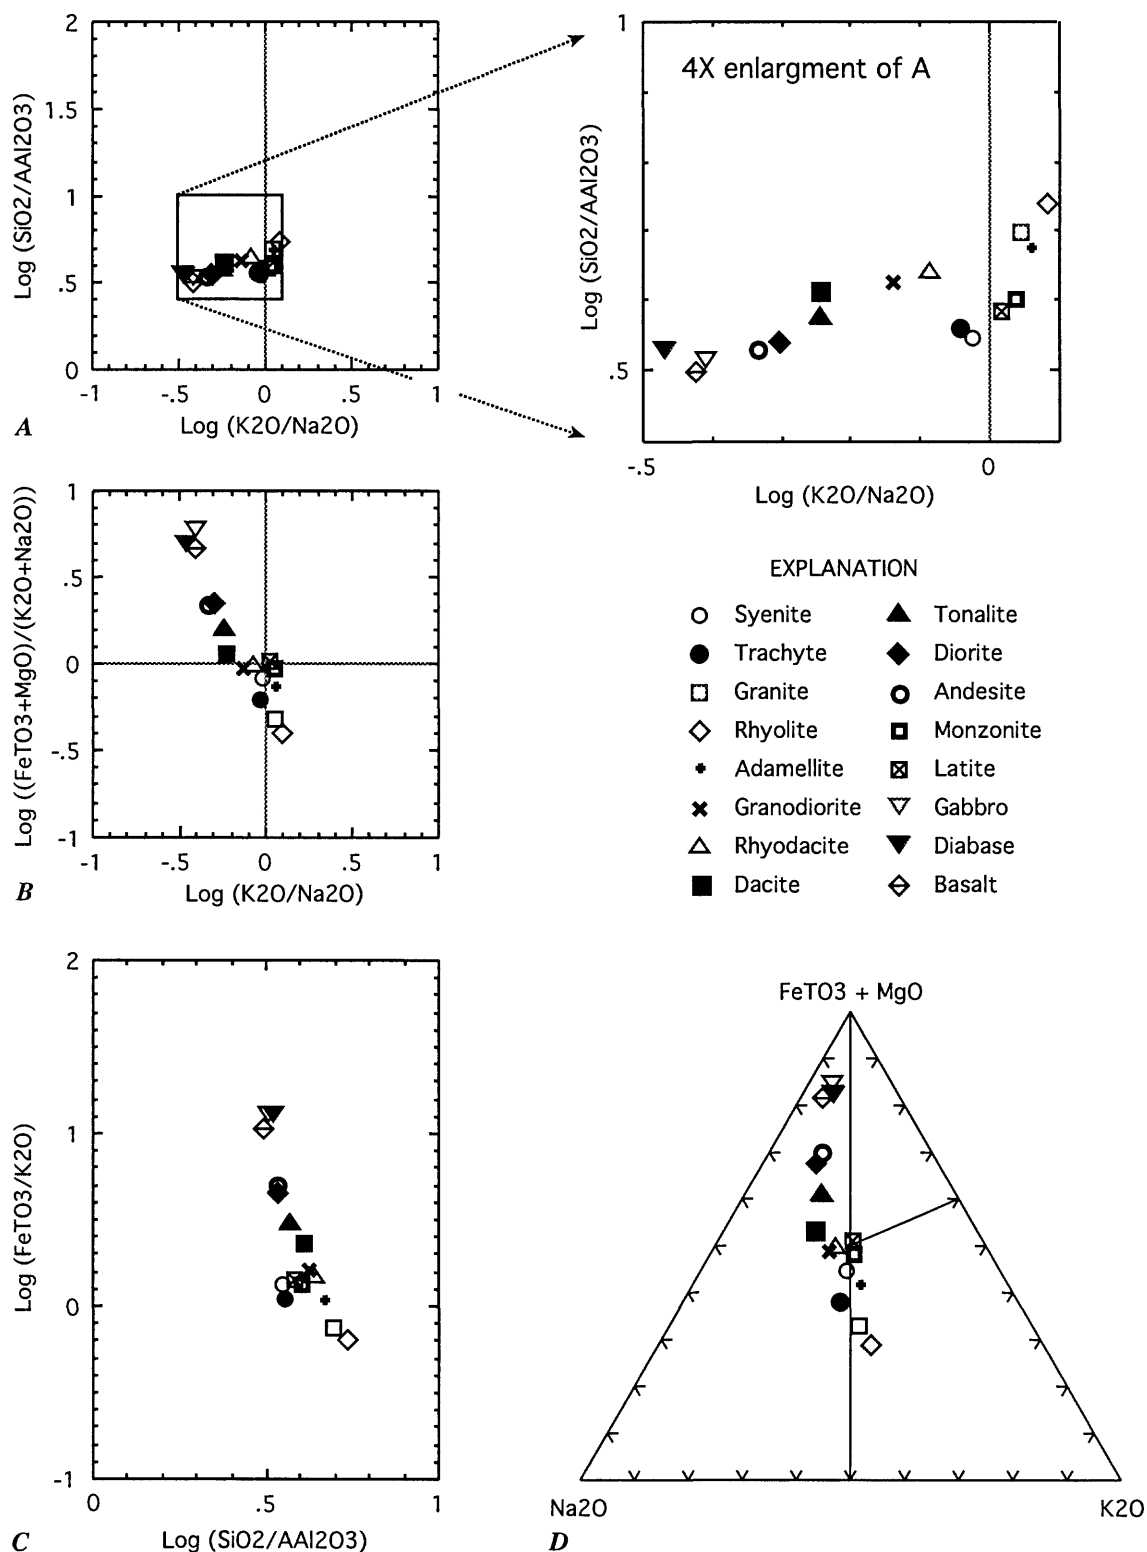 2
1.5
1
0.5
0
-1
-.5
0
.5
1
Log (SiO2/AAl2O3)
Log (K2O/Na2O)
A
4X enlargment of A
1
.5
-.5
0
Log (SiO2/AAl2O3)
Log (K2O/Na2O)
1
.5
0
-.5
-1
-1
-.5
0
.5
1
Log ((FeTO3+MgO)/(K2O+Na2O))
Log (K2O/Na2O)
B
EXPLANATION
Syenite
Trachyte
Granite
Rhyolite
Adamellite
Granodiorite
Rhyodacite
Dacite
Tonalite
Diorite
Andesite
Monzonite
Latite
Gabbro
Diabase
Basalt
2
1
0
-1
0
.5
1
Log (FeTO3/K2O)
Log (SiO2/AAl2O3)
C
FeTO3 + MgO
Na2O
K2O
D